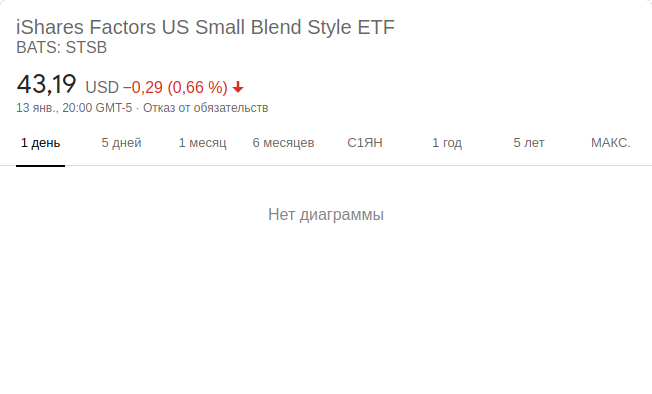 iShares Factors US Small Blend Style ETF
BATS: STSB
43,19 USD −0,29 (0,66 %)
13 янв., 20:00 GMT-5 · Отказ от обязательств
1 день 5 дней 1 месяц 6 месяцев С1ЯН 1 год 5 лет МАКС.
Нет диаграммы